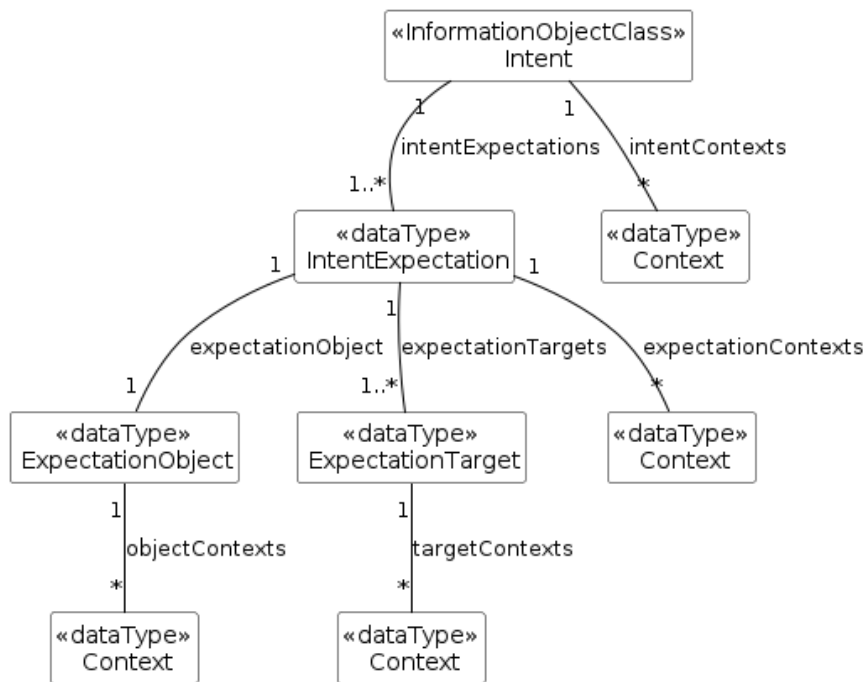 «InformationObjectClass»
Intent
1
1
intentExpectations
intentContexts
1..*
*
«dataType»
IntentExpectation
«dataType»
Context
1
1
1
expectationObject
expectationTargets
expectationContexts
1
1..*
*
«dataType»
ExpectationObject
«dataType»
ExpectationTarget
«dataType»
Context
1
1
objectContexts
targetContexts
*
*
«dataType»
Context
«dataType»
Context